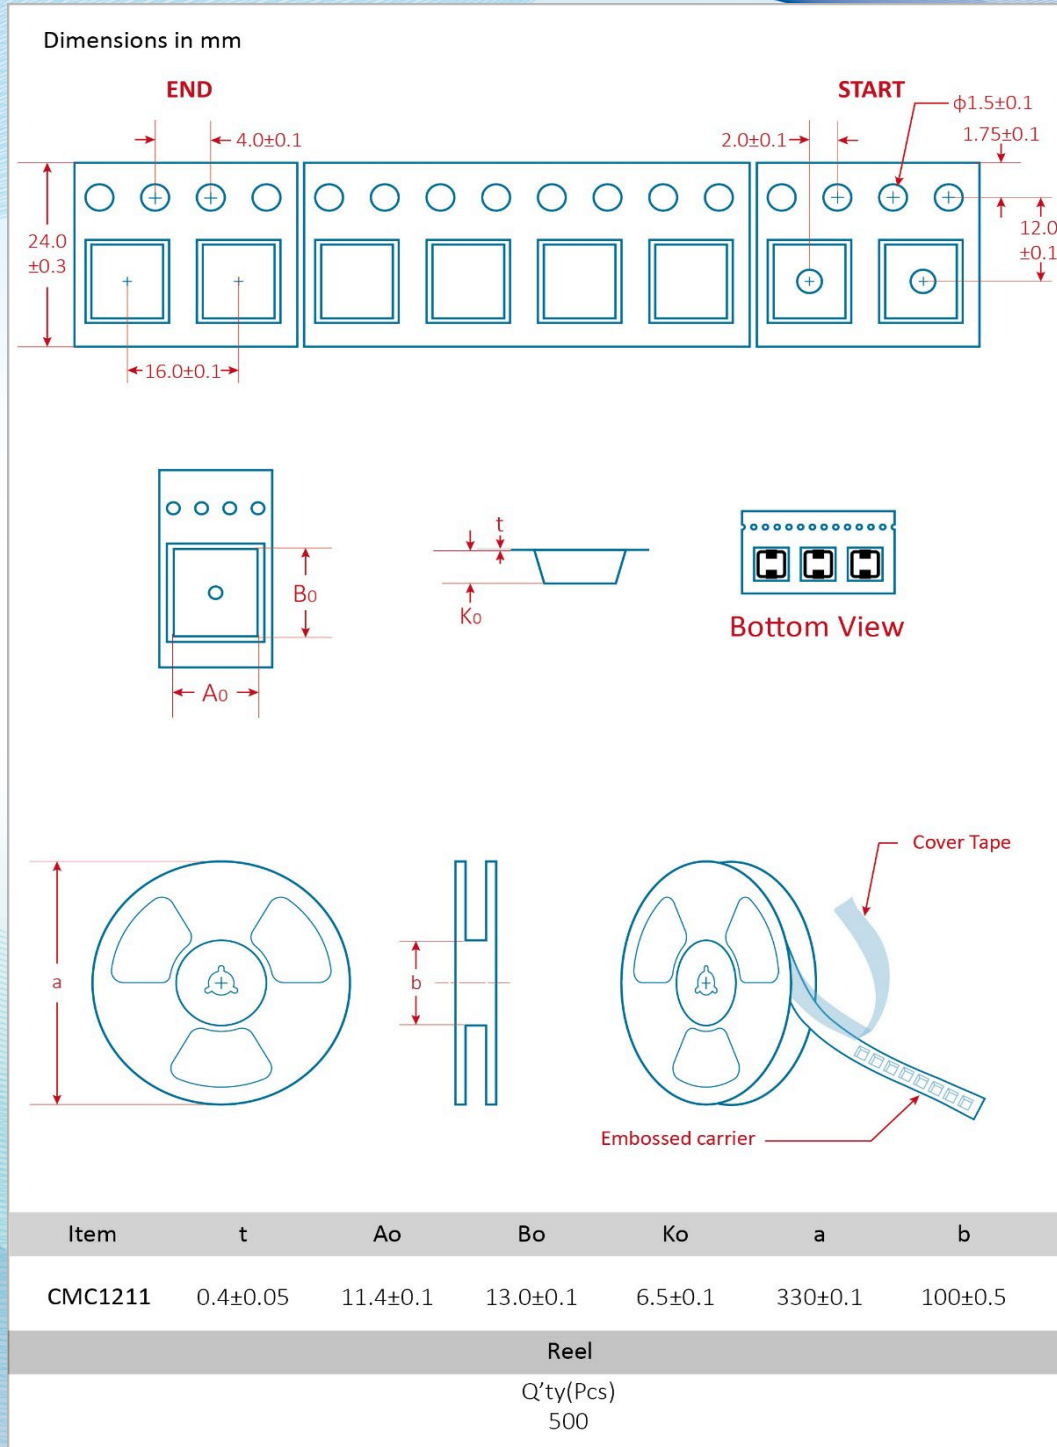 Dimensions in mm
END
START
ϕ1.5±0.1
4.0±0.1
2.0±0.1
1.75±0.1
24.0
±0.3
12.0
±0.1
16.0±0.1
t
B0
K0
A0
Bottom View
Cover Tape
a
b
Embossed carrier
Item t Ao Bo Ko a b
CMC1211 0.4±0.05 11.4±0.1 13.0±0.1 6.5±0.1 330±0.1 100±0.5
Reel
Q'ty(Pcs)
500